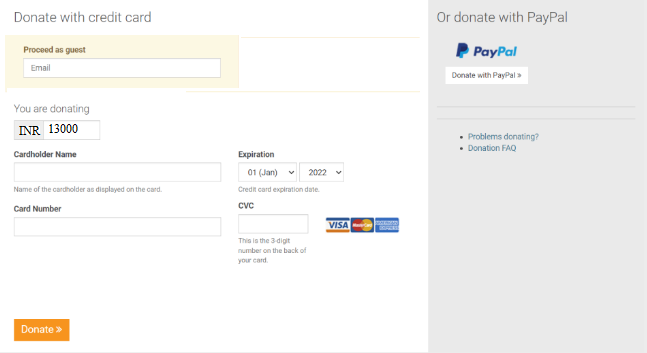 Donate with credit card
Proceed as guest
Email
You are donating
INR 13000
Cardholder Name
Name of the cardholder as displayed on the card.
Card Number
Expiration
01 (Jan) 2022
Credit card expiration date.
CVC
VISA MasterCard
This is the 3-digit
number on the back of
your card.
Donate »
Or donate with PayPal
PayPal
Donate with PayPal »
Problems donating?
Donation FAQ